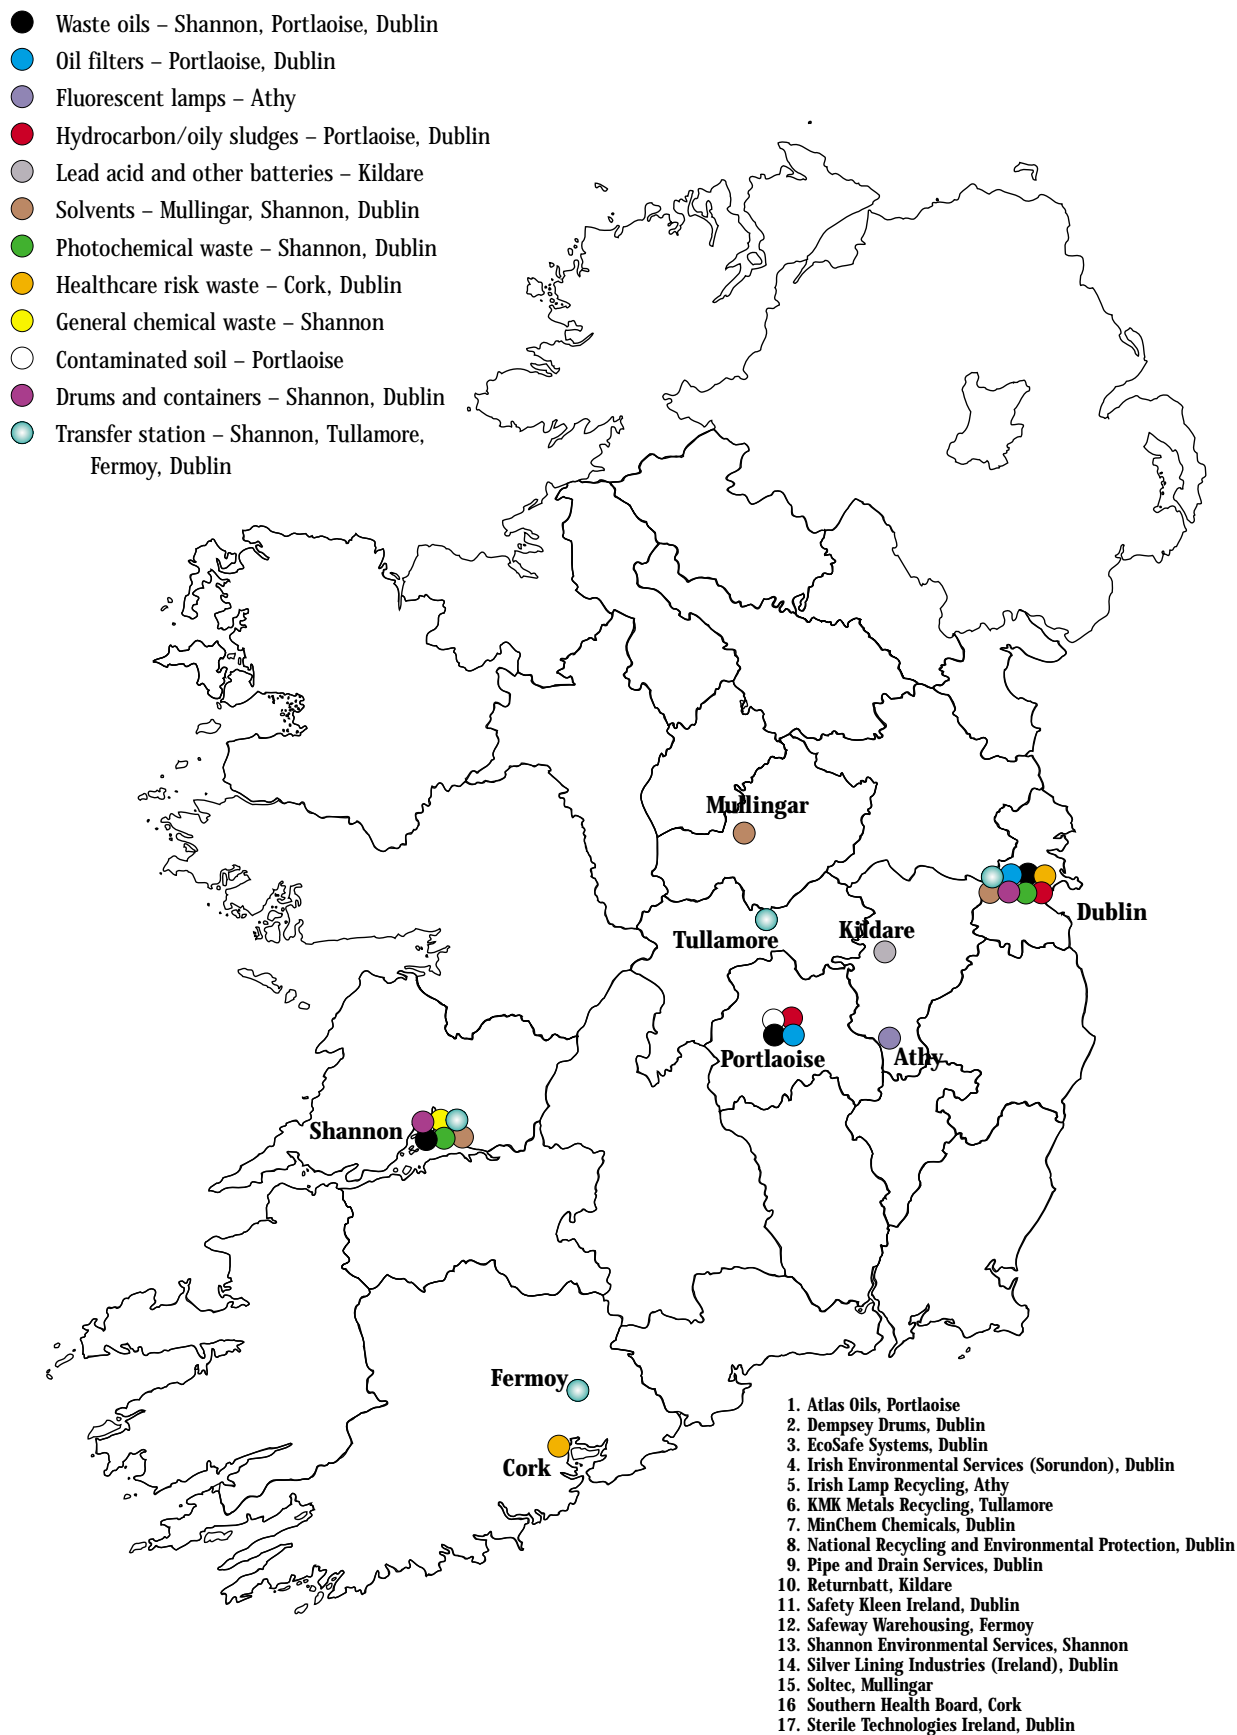 Waste oils – Shannon, Portlaoise, Dublin
Oil filters – Portlaoise, Dublin
Fluorescent lamps – Athy
Hydrocarbon/oily sludges – Portlaoise, Dublin
Lead acid and other batteries – Kildare
Solvents – Mullingar, Shannon, Dublin
Photochemical waste – Shannon, Dublin
Healthcare risk waste – Cork, Dublin
General chemical waste – Shannon
Contaminated soil – Portlaoise
Drums and containers – Shannon, Dublin
Transfer station – Shannon, Tullamore,
Fermoy, Dublin
Mullingar
Dublin
Kildare
Tullamore
Portlaoise
Athy
Shannon
Fermoy
Cork
1. Atlas Oils, Portlaoise
2. Dempsey Drums, Dublin
3. EcoSafe Systems, Dublin
4. Irish Environmental Services (Sorundon), Dublin
5. Irish Lamp Recycling, Athy
6. KMK Metals Recycling, Tullamore
7. MinChem Chemicals, Dublin
8. National Recycling and Environmental Protection, Dublin
9. Pipe and Drain Services, Dublin
10. Returnbatt, Kildare
11. Safety Kleen Ireland, Dublin
12. Safeway Warehousing, Fermoy
13. Shannon Environmental Services, Shannon
14. Silver Lining Industries (Ireland), Dublin
15. Soltec, Mullingar
16 Southern Health Board, Cork
17. Sterile Technologies Ireland, Dublin